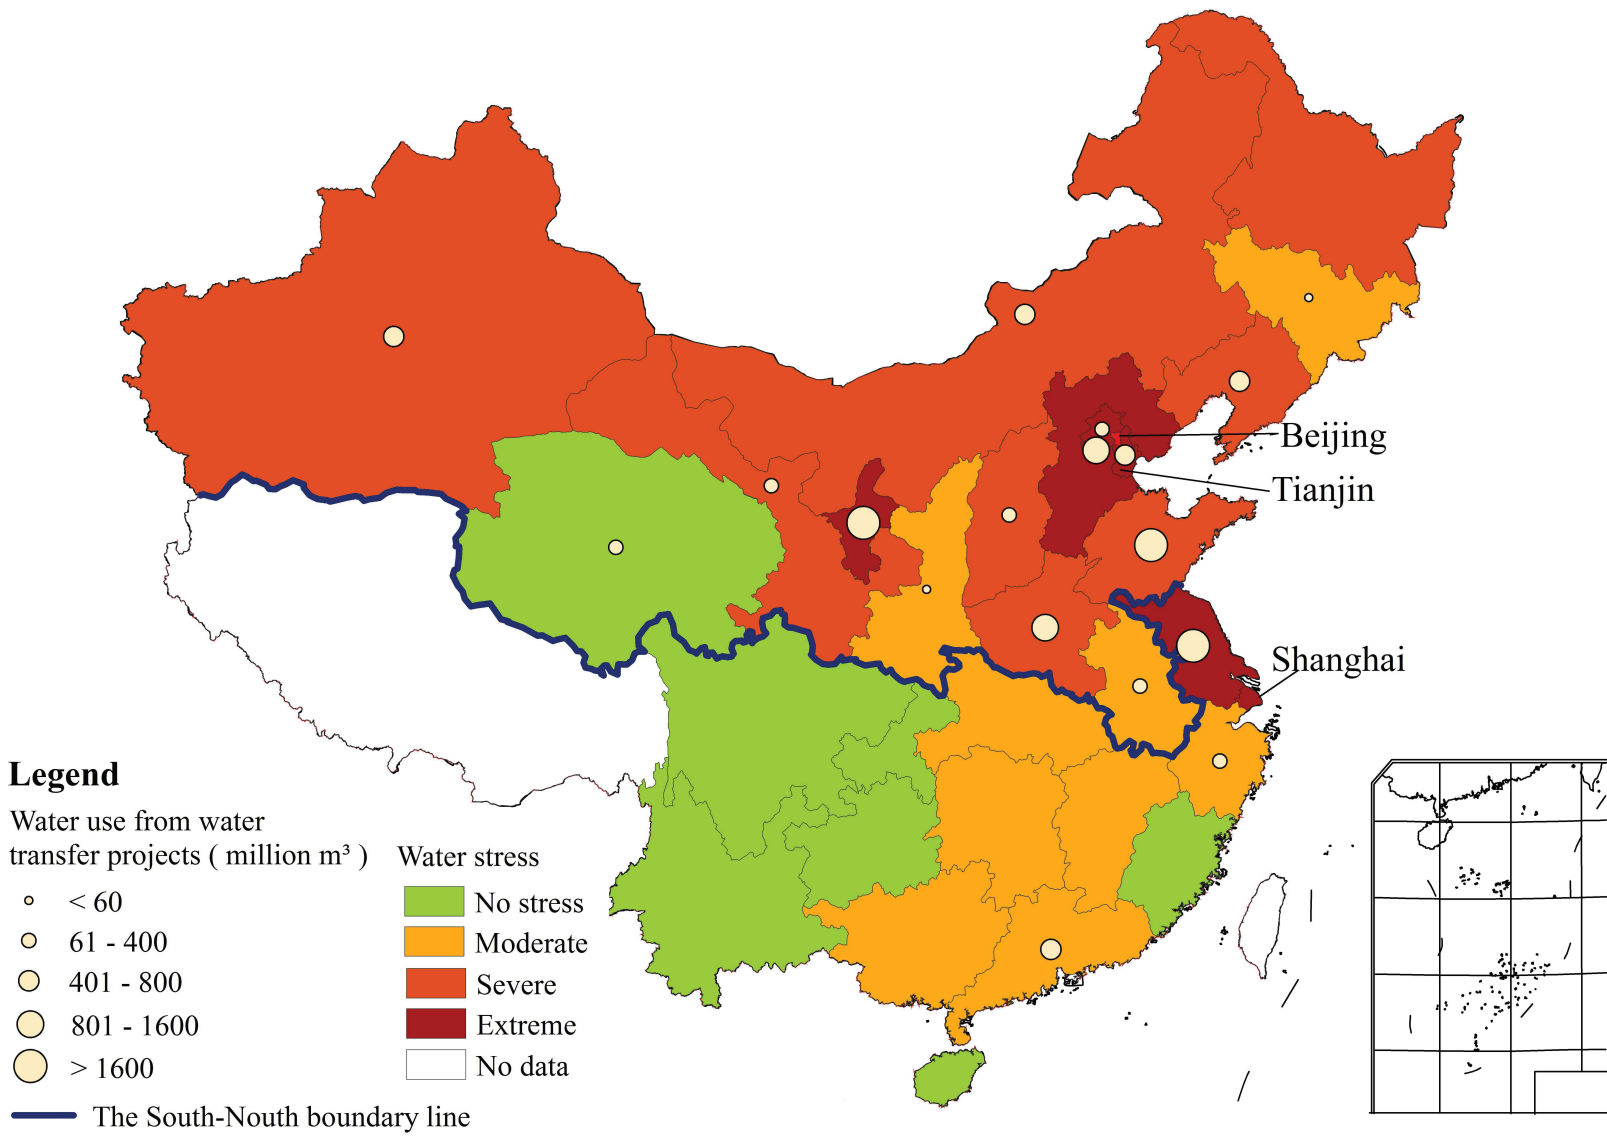 Beijing
Tianjin
Shanghai
Legend
Water use from water
transfer projects ( million m³ )
< 60
61 - 400
401 - 800
801 - 1600
> 1600
Water stress
No stress
Moderate
Severe
Extreme
No data
The South-Nouth boundary line